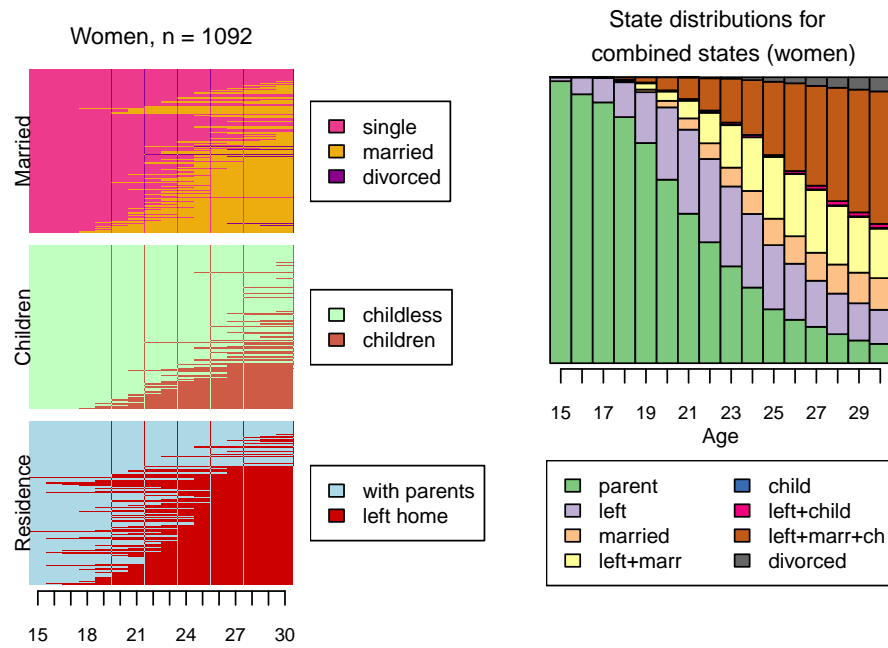 Women, n = 1092
Married
single
married
divorced
Children
childless
children
Residence
with parents
left home
15 18 21 24 27 30
State distributions for
combined states (women)
15 17 19 21 23 25 27 29
Age
parent child
left left+child
married left+marr+ch
left+marr divorced